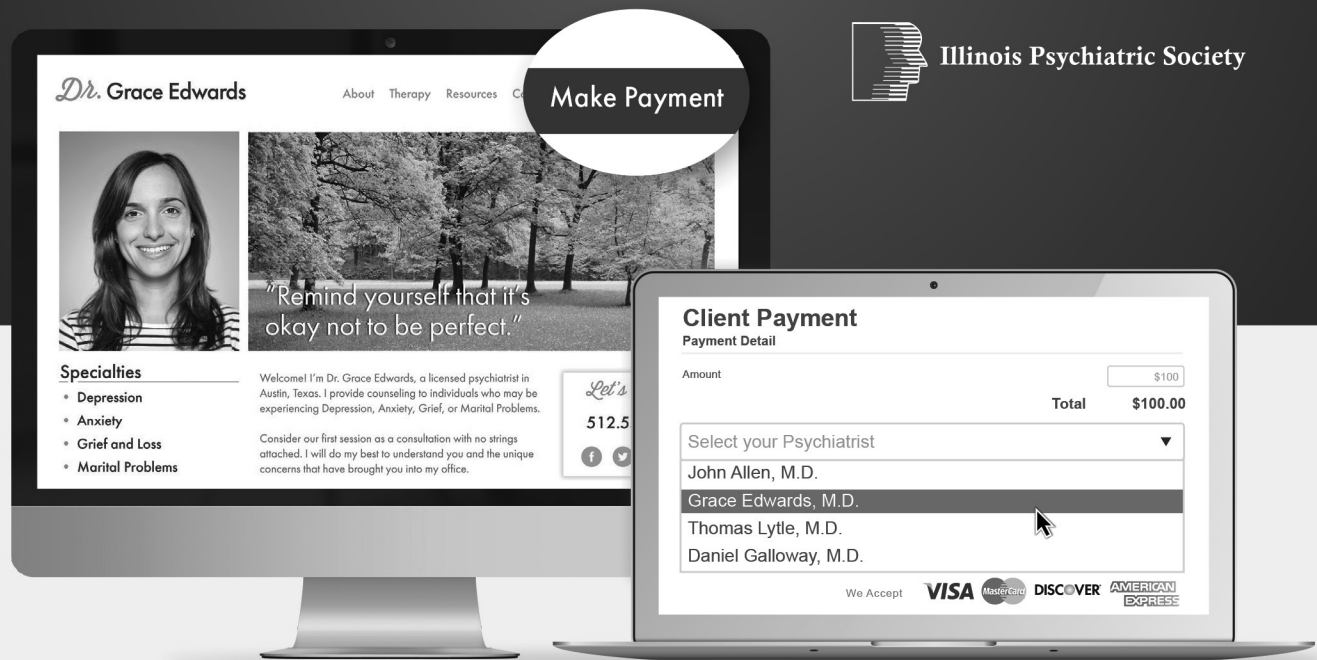 Illinois Psychiatric Society
Dr. Grace Edwards
About Therapy Resources
Make Payment
"Remind yourself that it's
okay not to be perfect."
Specialties
• Depression
• Anxiety
• Grief and Loss
• Marital Problems
Welcome! I'm Dr. Grace Edwards, a licensed psychiatrist in
Austin, Texas. I provide counseling to individuals who may be
experiencing Depression, Anxiety, Grief, or Marital Problems.
Consider our first session as a consultation with no strings
attached. I will do my best to understand you and the unique
concerns that have brought you into my office.
Let's
512.5
Client Payment
Payment Detail
Amount $100
Total $100.00
Select your Psychiatrist
John Allen, M.D.
Grace Edwards, M.D.
Thomas Lytle, M.D.
Daniel Galloway, M.D.
We Accept VISA MasterCard DISCOVER AMERICAN EXPRESS